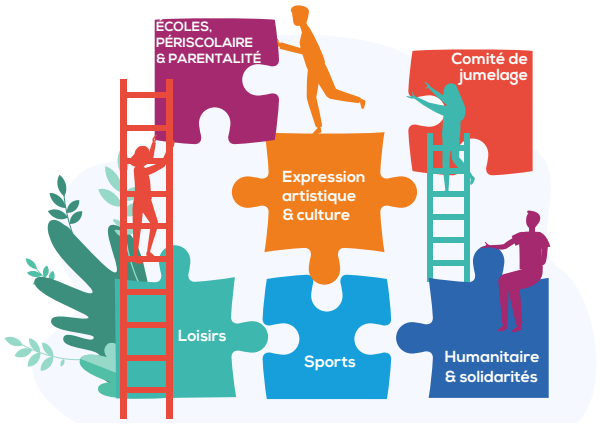 ÉCOLES,
PÉRISCOLAIRE
& PARENTALITÉ
Comité de
jumelage
Expression
artistique
& culture
Loisirs
Sports
Humanitaire
& solidarités